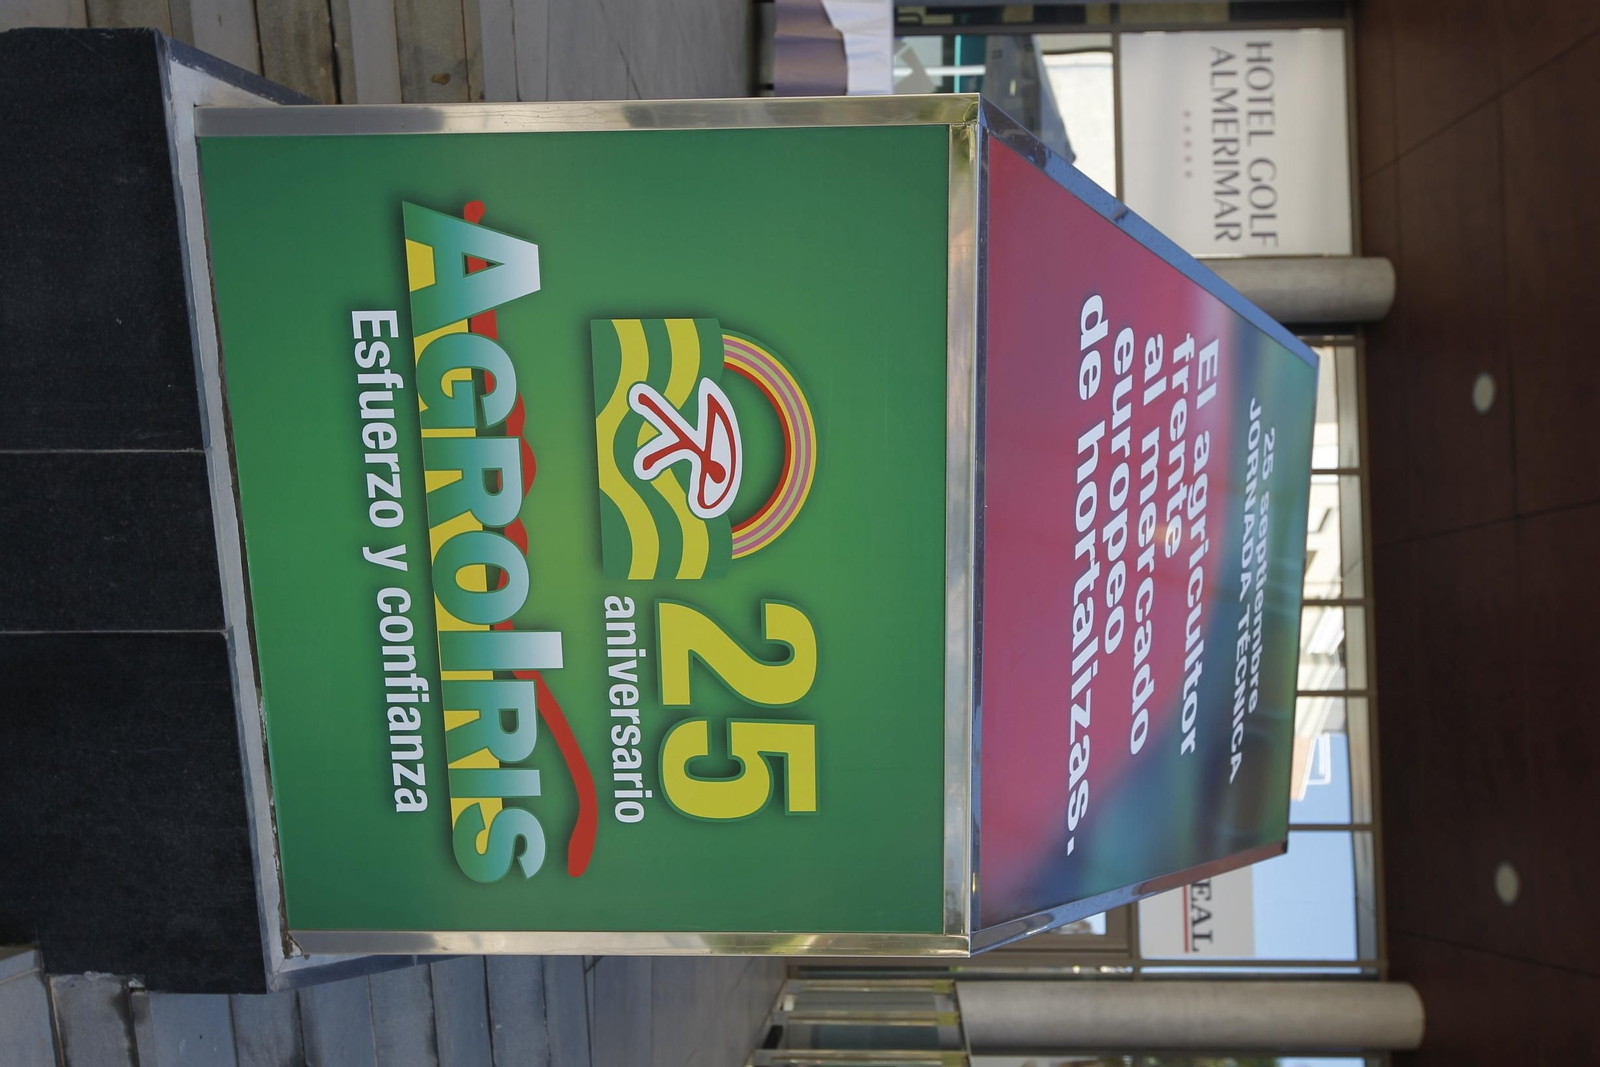 HOTEL GOLF
ALMERIMAR
25 septiembre
JORNADA TÉCNICA
El agricultor
frente
al mercado
europeo
de hortalizas.
EAL
25
aniversario
AGROIRIS
Esfuerzo y confianza